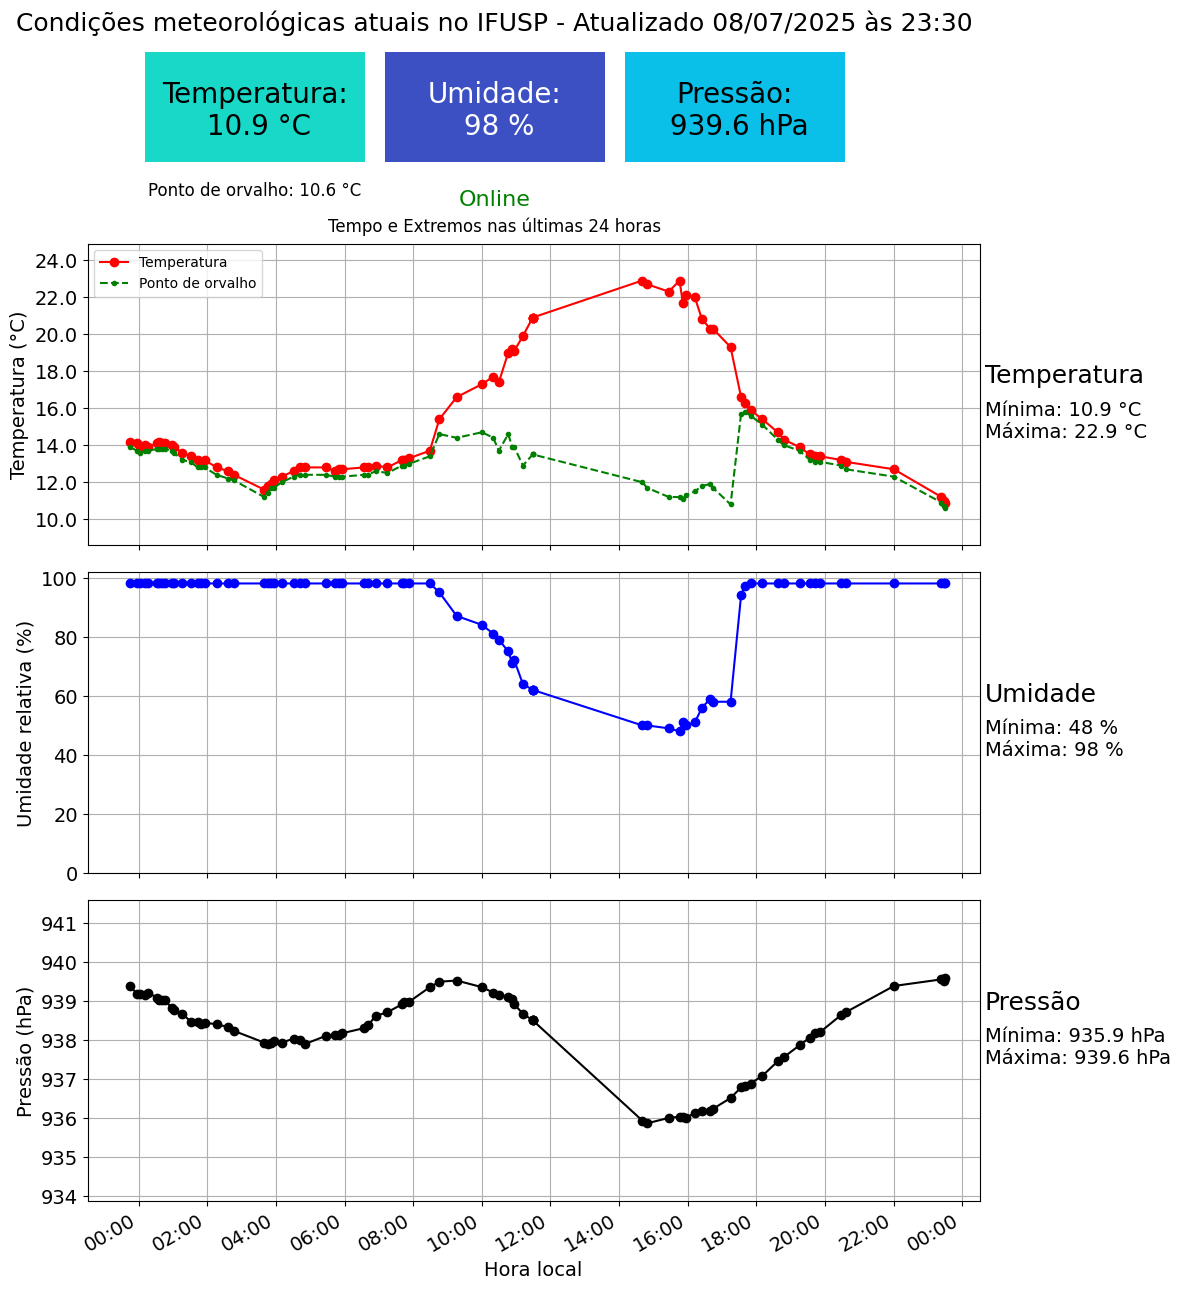 Condições meteorológicas atuais no IFUSP - Atualizado 08/07/2025 às 23:30
Temperatura:
10.9 °C
Umidade:
98 %
Pressão:
939.6 hPa
Ponto de orvalho: 10.6 °C
Online
Tempo e Extremos nas últimas 24 horas
Temperatura (°C)
24.0
22.0
20.0
18.0
16.0
14.0
12.0
10.0
Temperatura
Ponto de orvalho
Temperatura
Mínima: 10.9 °C
Máxima: 22.9 °C
Umidade relativa (%)
100
80
60
40
20
0
Umidade
Mínima: 48 %
Máxima: 98 %
Pressão (hPa)
941
940
939
938
937
936
935
934
Pressão
Mínima: 935.9 hPa
Máxima: 939.6 hPa
00:00
02:00
04:00
06:00
08:00
10:00
12:00
14:00
16:00
18:00
20:00
22:00
00:00
Hora local